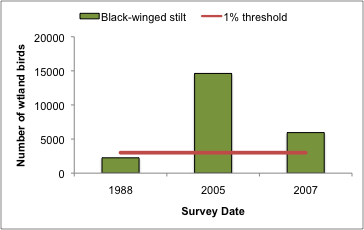 Black-winged stilt 1% threshold
20000
15000
10000
5000
0
Number of wtland birds
1988 2005 2007
Survey Date